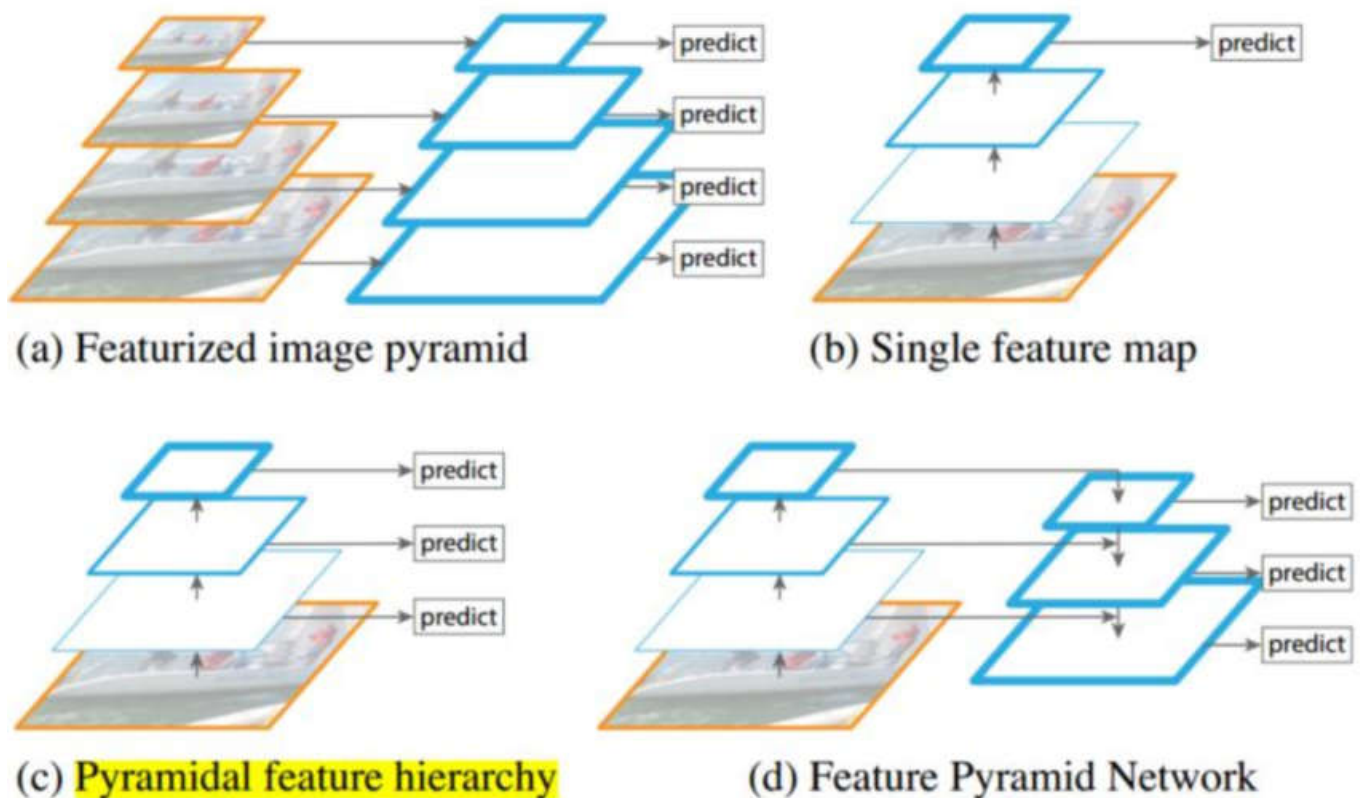 predict
predict
predict
predict
(a) Featurized image pyramid
predict
(b) Single feature map
predict
predict
predict
(c) Pyramidal feature hierarchy
predict
predict
predict
(d) Feature Pyramid Network